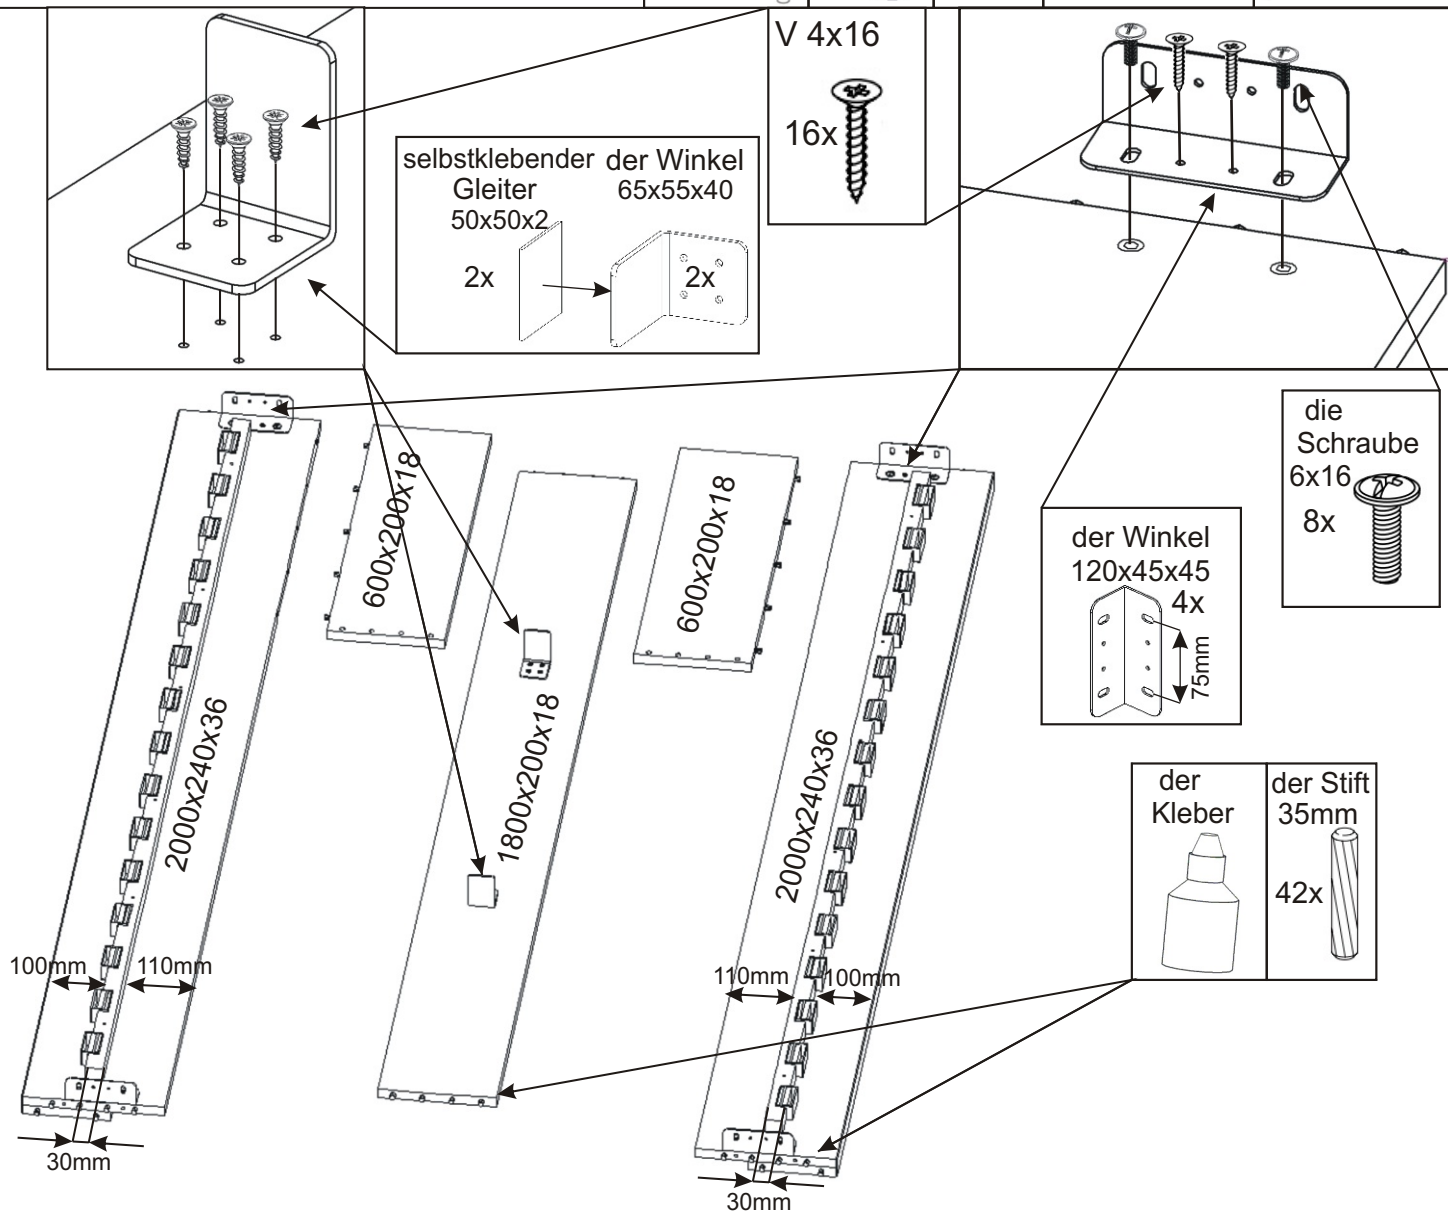 V 4x16
16x
selbstklebender
Gleiter
50x50x2
2x
der Winkel
65x55x40
2x
die
Schraube
6x16
8x
der Winkel
120x45x45
4x
75mm
600x200x18
600x200x18
2000x240x36
1800x200x18
2000x240x36
der
Kleber
der Stift
35mm
42x
100mm
110mm
110mm
100mm
30mm
30mm